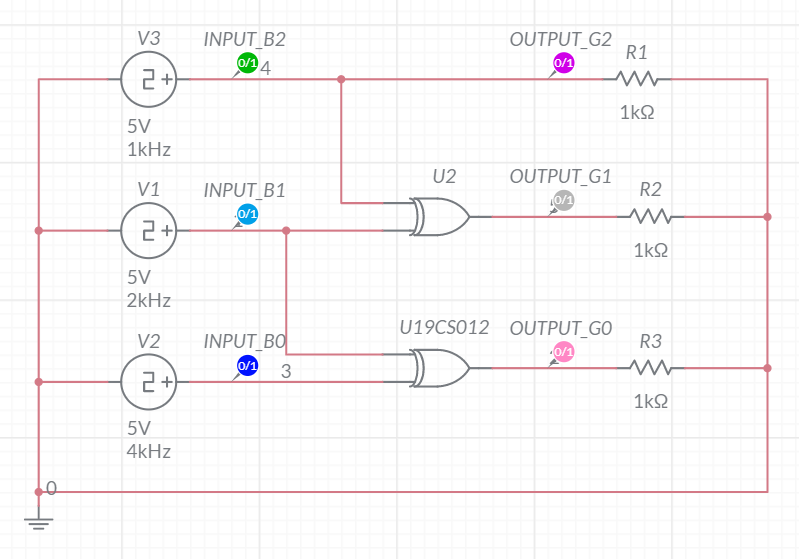 V3
INPUT_B2
0/1
4
OUTPUT_G2
0/1
R1
5V
1kHz
1kΩ
V1
INPUT_B1
0/1
U2
OUTPUT_G1
0/1
R2
5V
2kHz
1kΩ
V2
INPUT_B0
0/1
3
U19CS012
OUTPUT_G0
0/1
R3
5V
4kHz
1kΩ
0